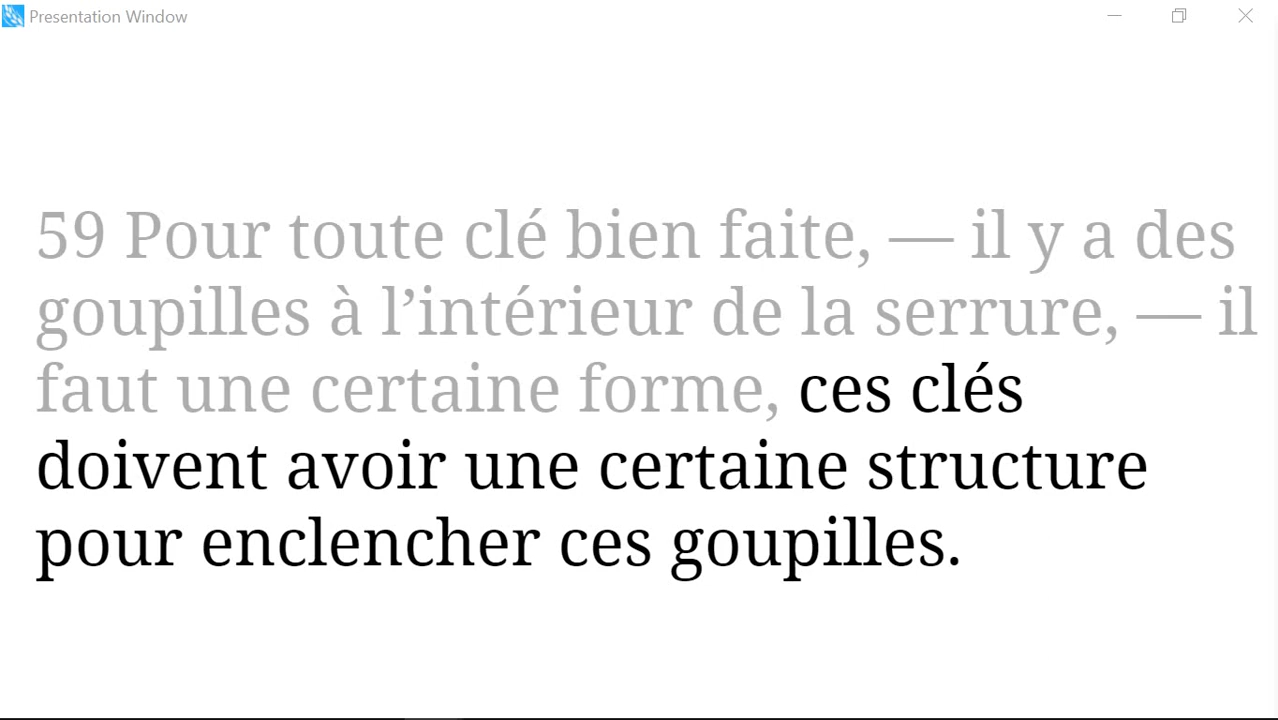 Presentation Window
59 Pour toute clé bien faite, — il y a des
goupilles à l’intérieur de la serrure, — il
faut une certaine forme, ces clés
doivent avoir une certaine structure
pour enclencher ces goupilles.